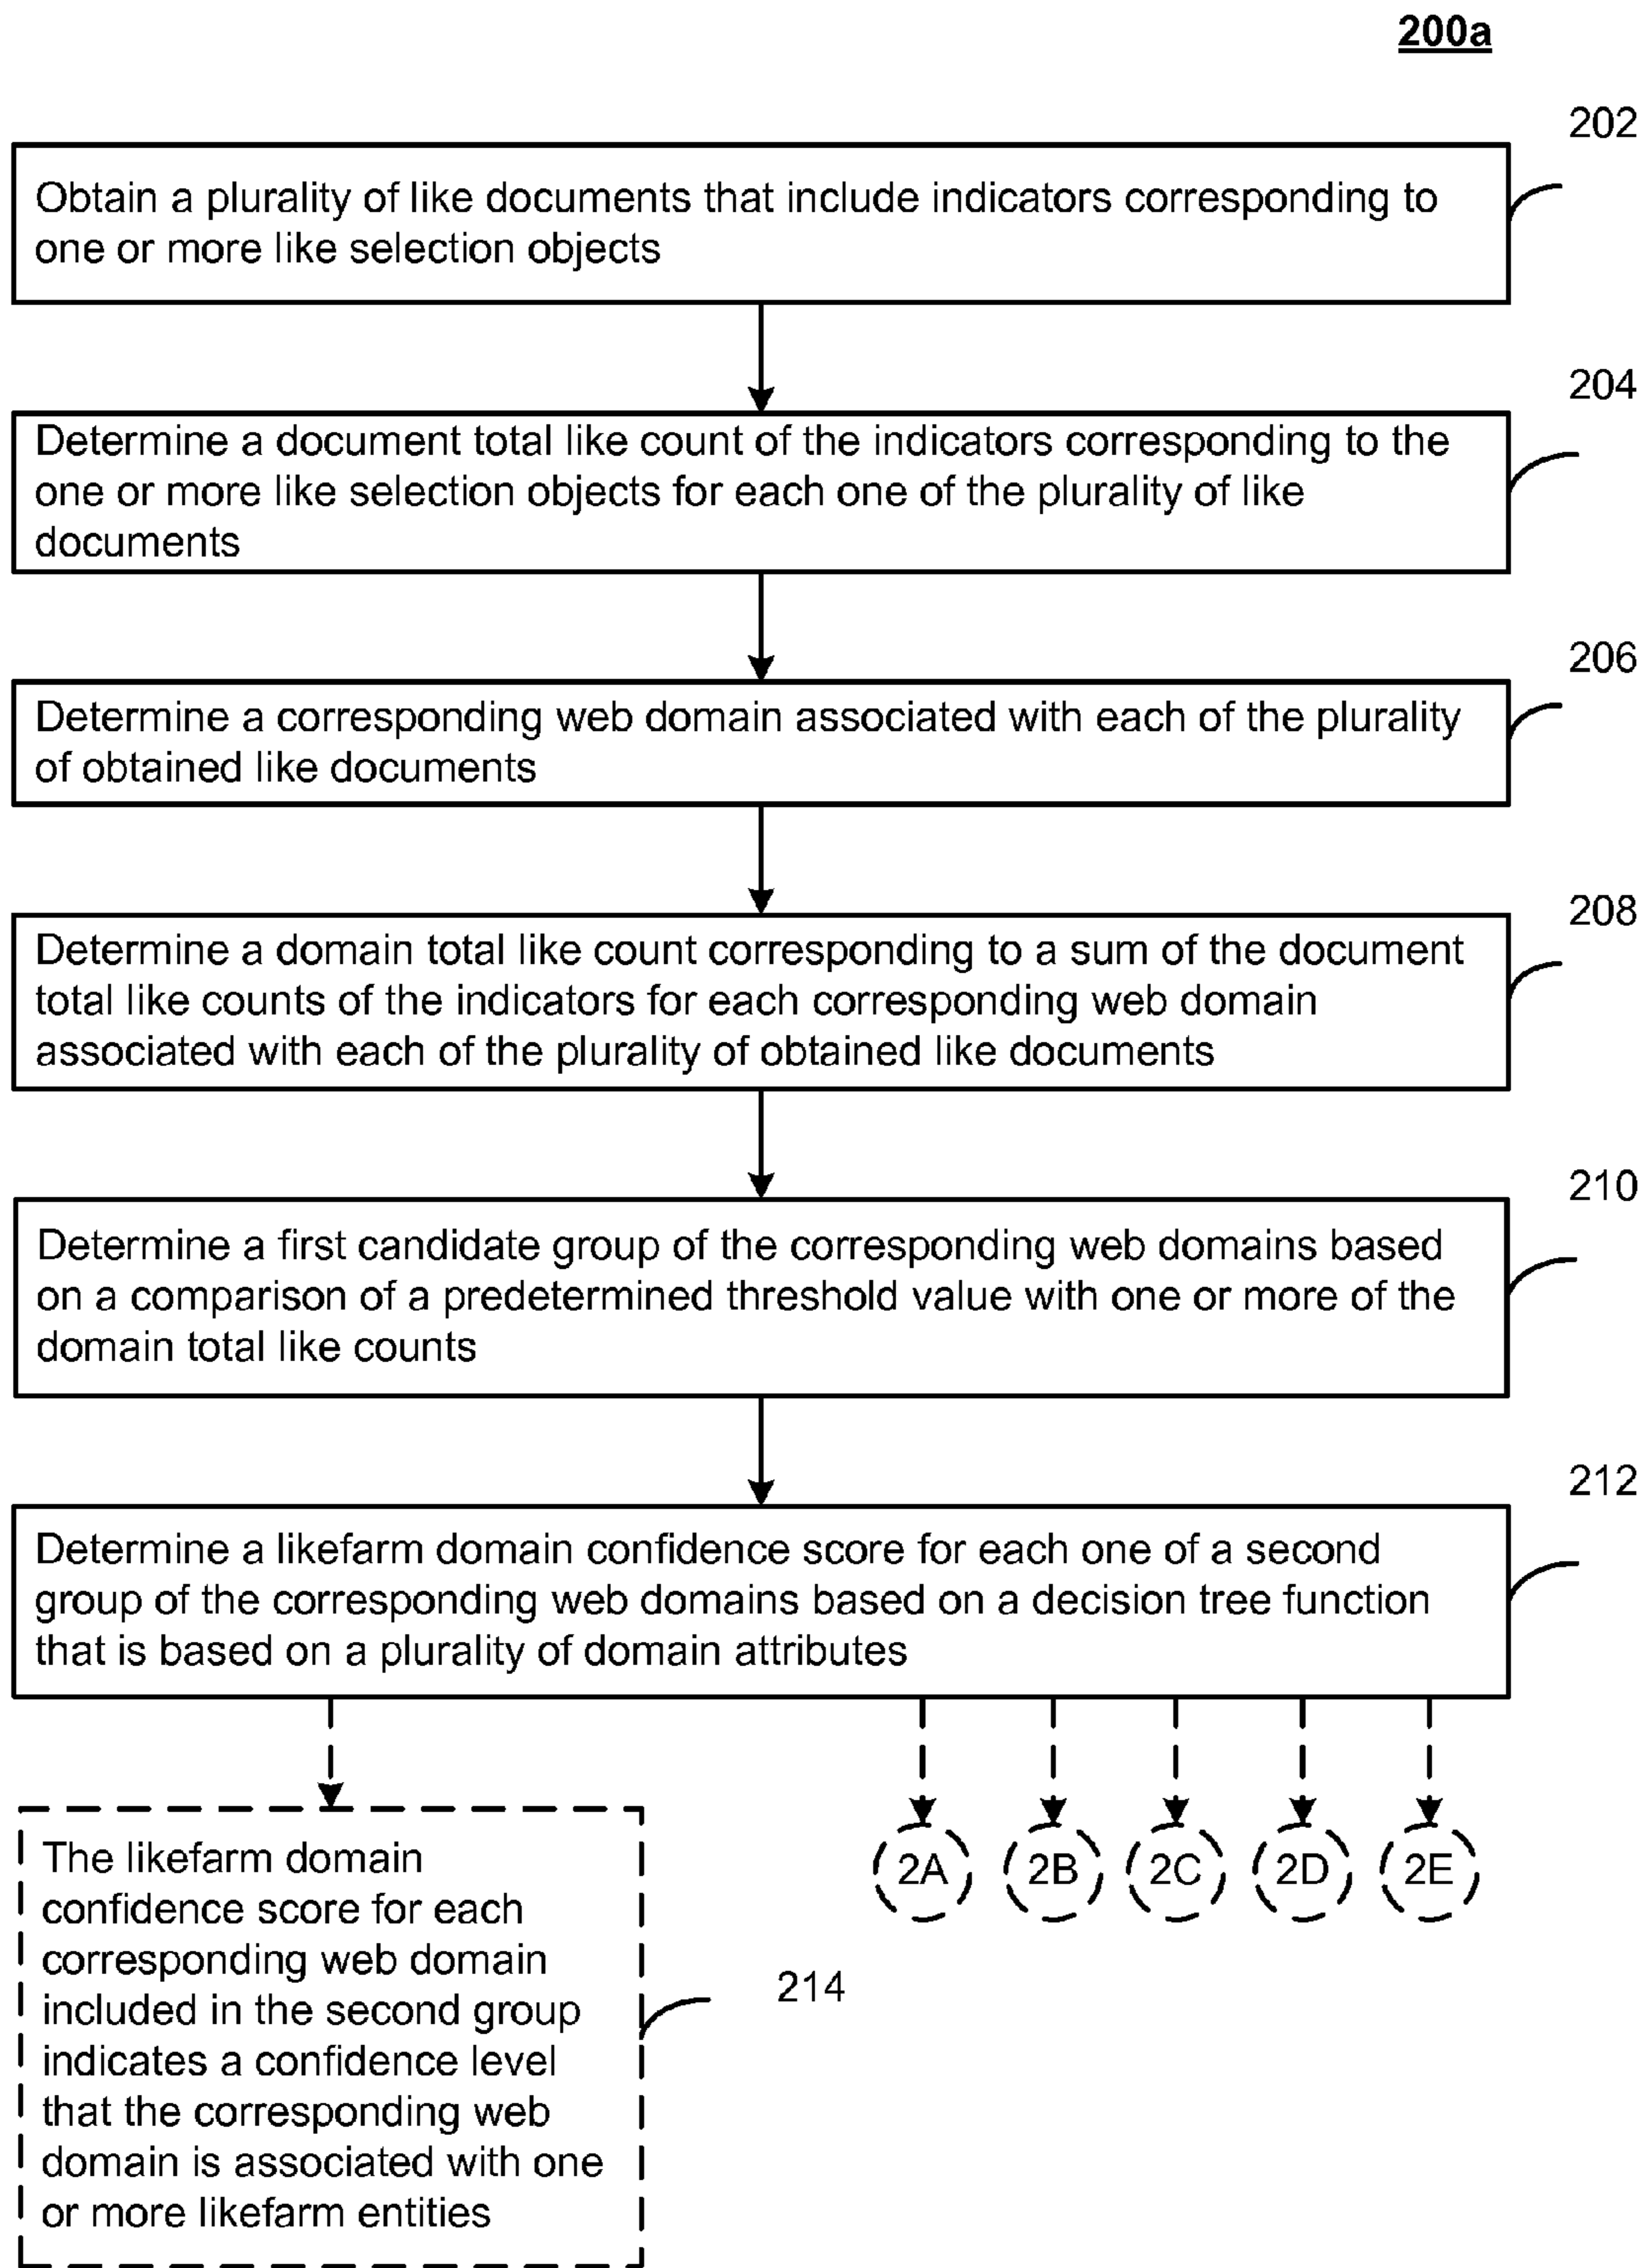 200a
202
Obtain a plurality of like documents that include indicators corresponding to
one or more like selection objects
204
Determine a document total like count of the indicators corresponding to the
one or more like selection objects for each one of the plurality of like
documents
206
Determine a corresponding web domain associated with each of the plurality
of obtained like documents
208
Determine a domain total like count corresponding to a sum of the document
total like counts of the indicators for each corresponding web domain
associated with each of the plurality of obtained like documents
210
Determine a first candidate group of the corresponding web domains based
on a comparison of a predetermined threshold value with one or more of the
domain total like counts
212
Determine a likefarm domain confidence score for each one of a second
group of the corresponding web domains based on a decision tree function
that is based on a plurality of domain attributes
2A 2B 2C 2D 2E
The likefarm domain
confidence score for each
corresponding web domain
included in the second group
indicates a confidence level
that the corresponding web
domain is associated with one
or more likefarm entities
214